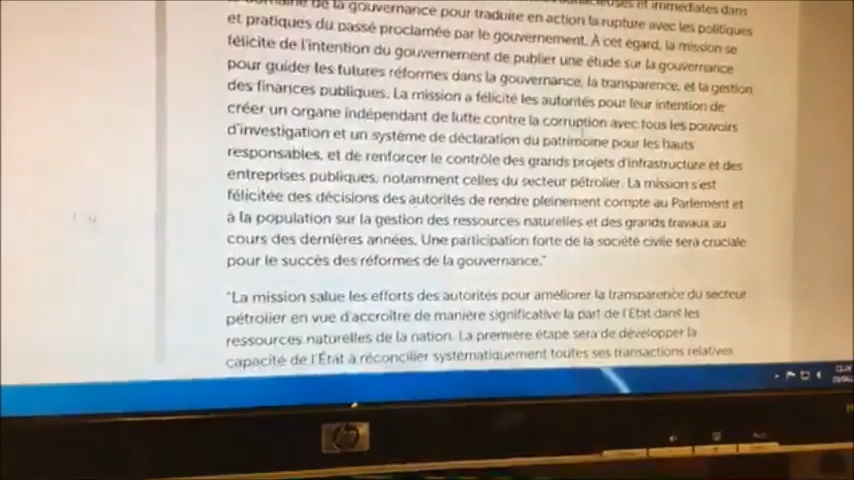 domaine de la gouvernance pour traduire en action la rupture avec les politiques
et pratiques du passé proclamée par le gouvernement. À cet égard, la mission se
félicite de l'intention du gouvernement de publier une étude sur la gouvernance
pour guider les futures réformes dans la gouvernance, la transparence, et la gestion
des finances publiques. La mission a félicité les autorités pour leur intention de
créer un organe indépendant de lutte contre la corruption avec tous les pouvoirs
d'investigation et un système de déclaration du patrimoine pour les hauts
responsables, et de renforcer le contrôle des grands projets d'infrastructure et des
entreprises publiques, notamment celles du secteur pétrolier. La mission s'est
félicitée des décisions des autorités de rendre pleinement compte au Parlement et
à la population sur la gestion des ressources naturelles et des grands travaux au
cours des dernières années. Une participation forte de la société civile sera cruciale
pour le succès des réformes de la gouvernance."
"La mission salue les efforts des autorités pour améliorer la transparence du secteur
pétrolier en vue d'accroître de manière significative la part de l'Etat dans les
ressources naturelles de la nation. La première étape sera de développer la
capacité de l'État à réconcilier systématiquement toutes ses transactions relatives
hp